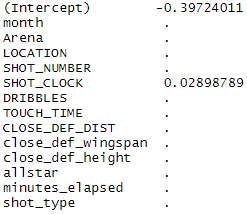 (Intercept) -0.39724011
month .
Arena .
LOCATION .
SHOT_NUMBER .
SHOT_CLOCK 0.02898789
DRIBBLES .
TOUCH_TIME .
CLOSE_DEF_DIST .
close_def_wingspan .
close_def_height .
allstar .
minutes_elapsed .
shot_type .